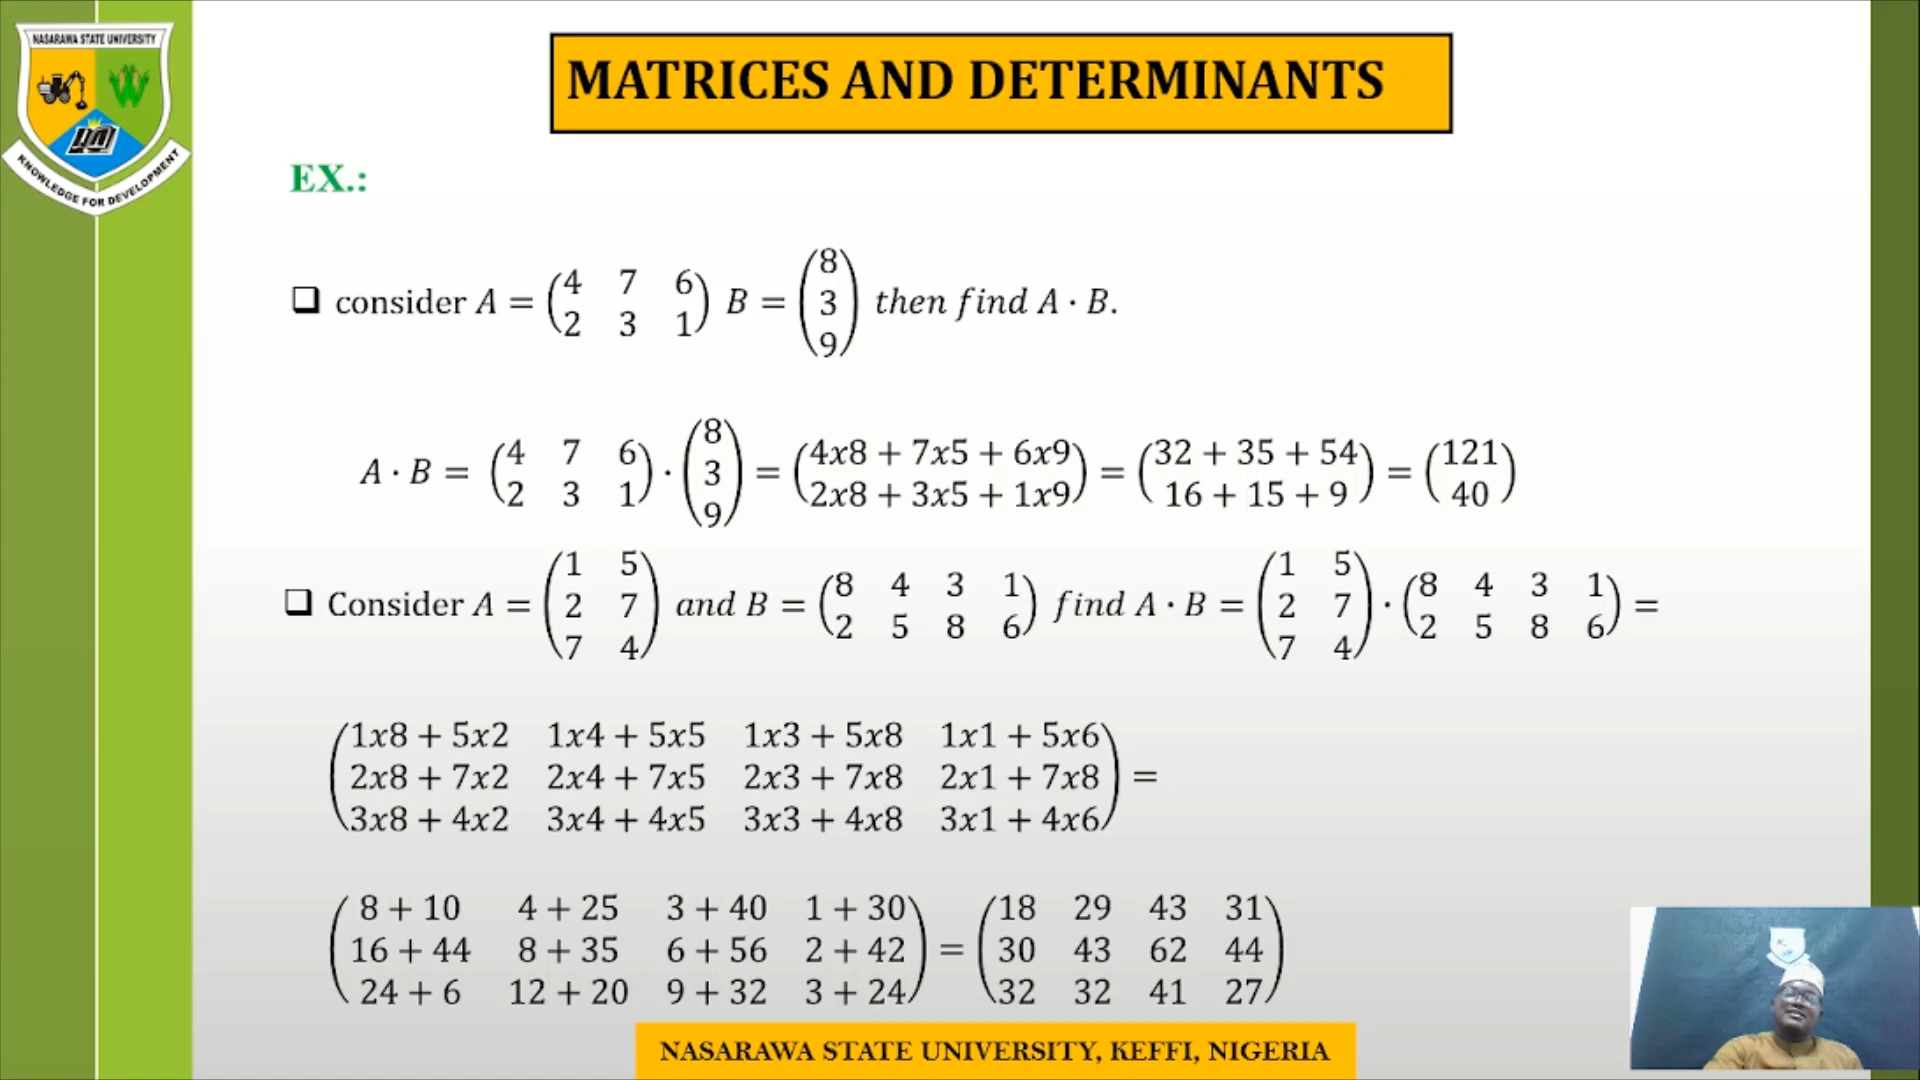 NASARAWA STATE UNIVERSITY
KNOWLEDGE FOR DEVELOPMENT
MATRICES AND DETERMINANTS
EX.:
❑ consider A = (4 7 6; 2 3 1) B = (8; 3; 9) then find A · B.
A · B = (4 7 6; 2 3 1) · (8; 3; 9) = (4x8 + 7x5 + 6x9; 2x8 + 3x5 + 1x9) = (32 + 35 + 54; 16 + 15 + 9) = (121; 40)
❑ Consider A = (1 5; 2 7; 7 4) and B = (8 4 3 1; 2 5 8 6) find A · B = (1 5; 2 7; 7 4) · (8 4 3 1; 2 5 8 6) =
(1x8 + 5x2 1x4 + 5x5 1x3 + 5x8 1x1 + 5x6
2x8 + 7x2 2x4 + 7x5 2x3 + 7x8 2x1 + 7x8
3x8 + 4x2 3x4 + 4x5 3x3 + 4x8 3x1 + 4x6) =
(8 + 10 4 + 25 3 + 40 1 + 30; 16 + 44 8 + 35 6 + 56 2 + 42; 24 + 6 12 + 20 9 + 32 3 + 24) = (18 29 43 31; 30 43 62 44; 32 32 41 27)
NASARAWA STATE UNIVERSITY, KEFFI, NIGERIA